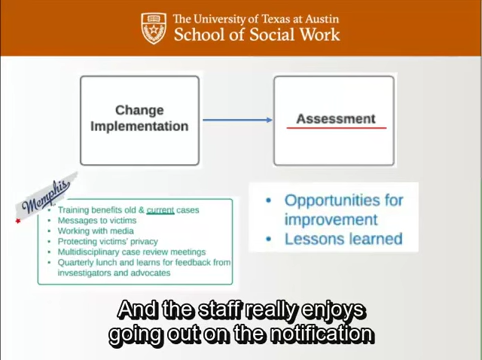 The University of Texas at Austin
School of Social Work
Change
Implementation
Assessment
Memphis
• Training benefits old & current cases
• Messages to victims
• Working with media
• Protecting victims' privacy
• Multidisciplinary case review meetings
• Quarterly lunch and learns for feedback from
investigators and advocates
• Opportunities for
improvement
• Lessons learned
And the staff really enjoys
going out on the notification